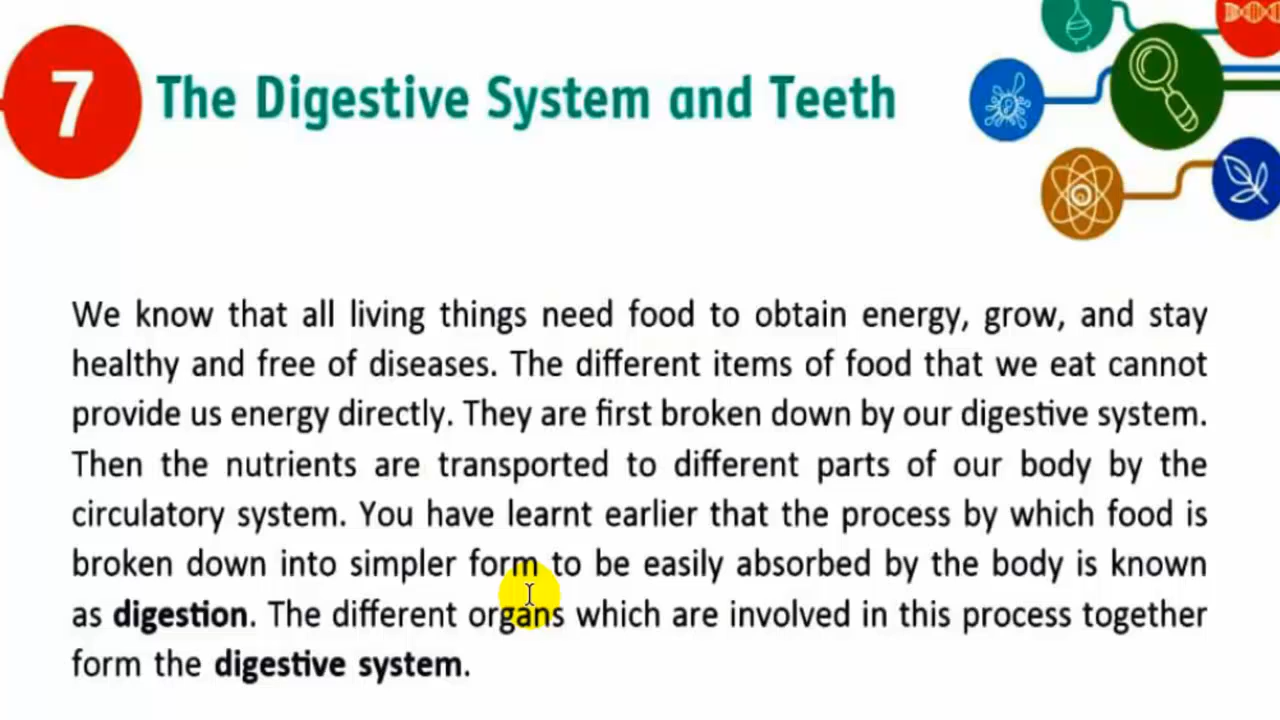 7
The Digestive System and Teeth
We know that all living things need food to obtain energy, grow, and stay
healthy and free of diseases. The different items of food that we eat cannot
provide us energy directly. They are first broken down by our digestive system.
Then the nutrients are transported to different parts of our body by the
circulatory system. You have learnt earlier that the process by which food is
broken down into simpler form to be easily absorbed by the body is known
as digestion. The different organs which are involved in this process together
form the digestive system.